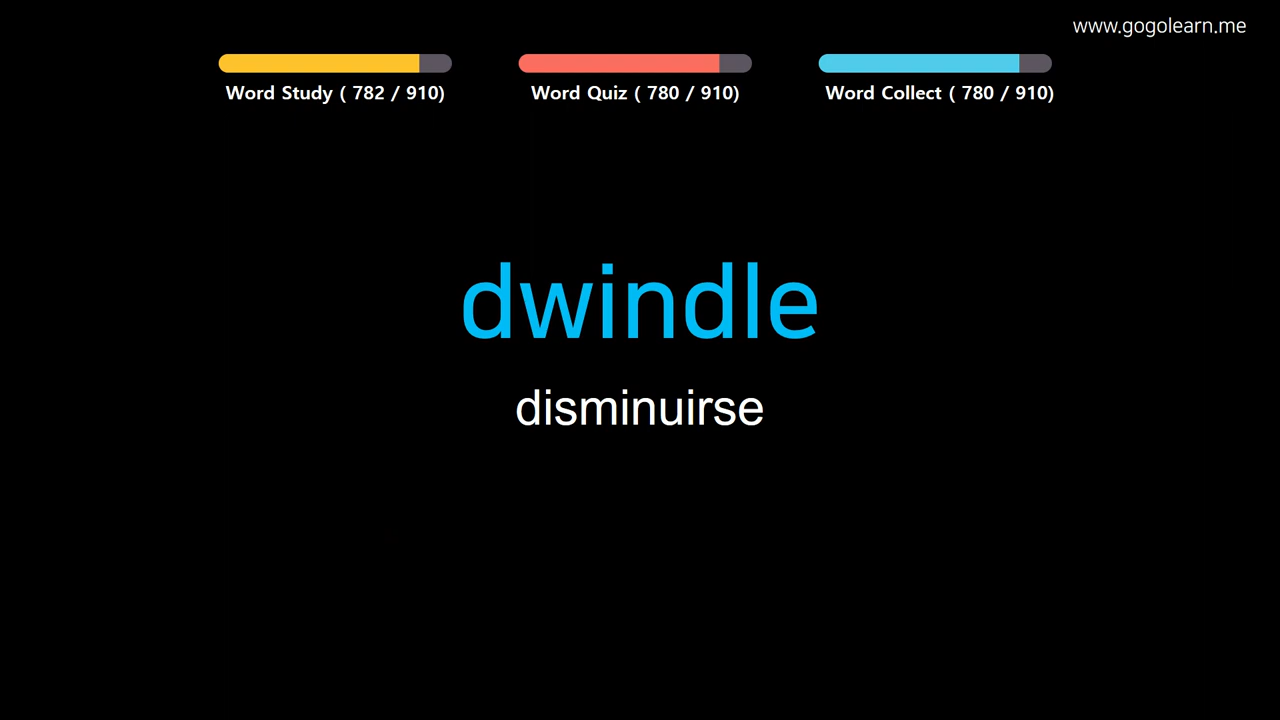 www.gogolearn.me
Word Study ( 782 / 910)
Word Quiz ( 780 / 910)
Word Collect ( 780 / 910)
dwindle
disminuirse